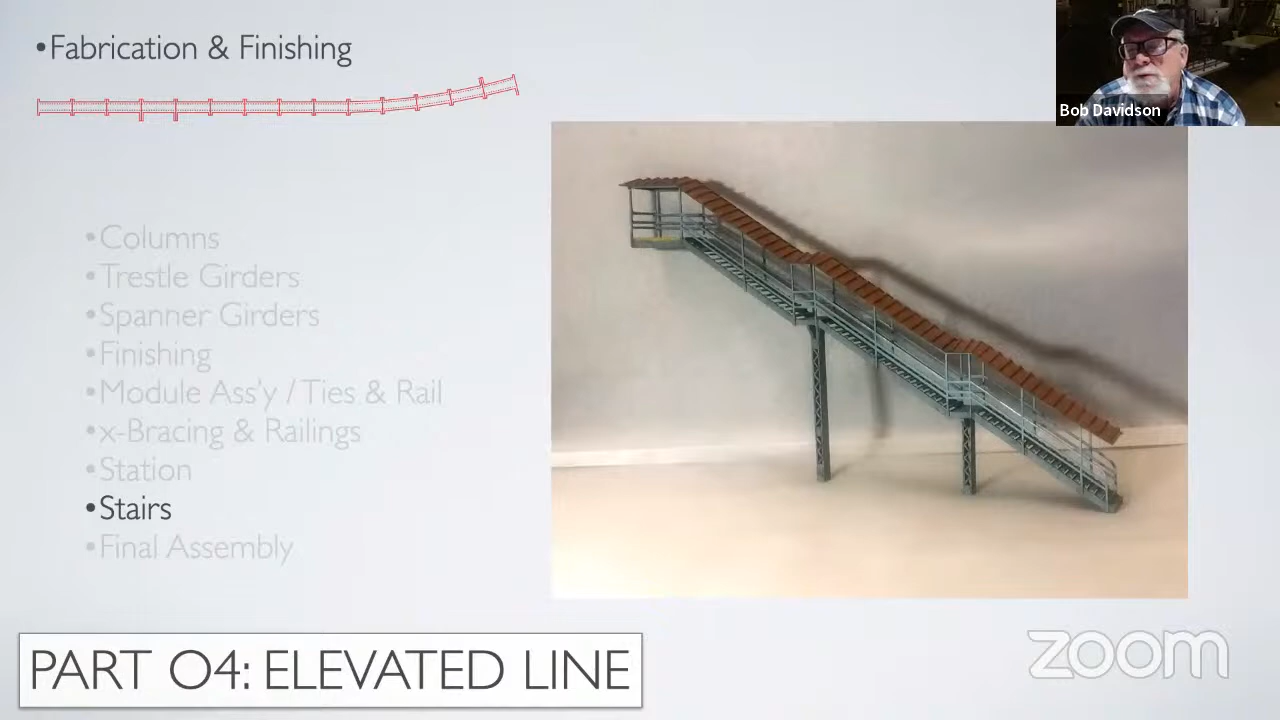 •Fabrication & Finishing
Bob Davidson
•Columns
•Trestle Girders
•Spanner Girders
•Finishing
•Module Ass'y / Ties & Rail
•x-Bracing & Railings
•Station
•Stairs
•Final Assembly
PART 04: ELEVATED LINE
zoom